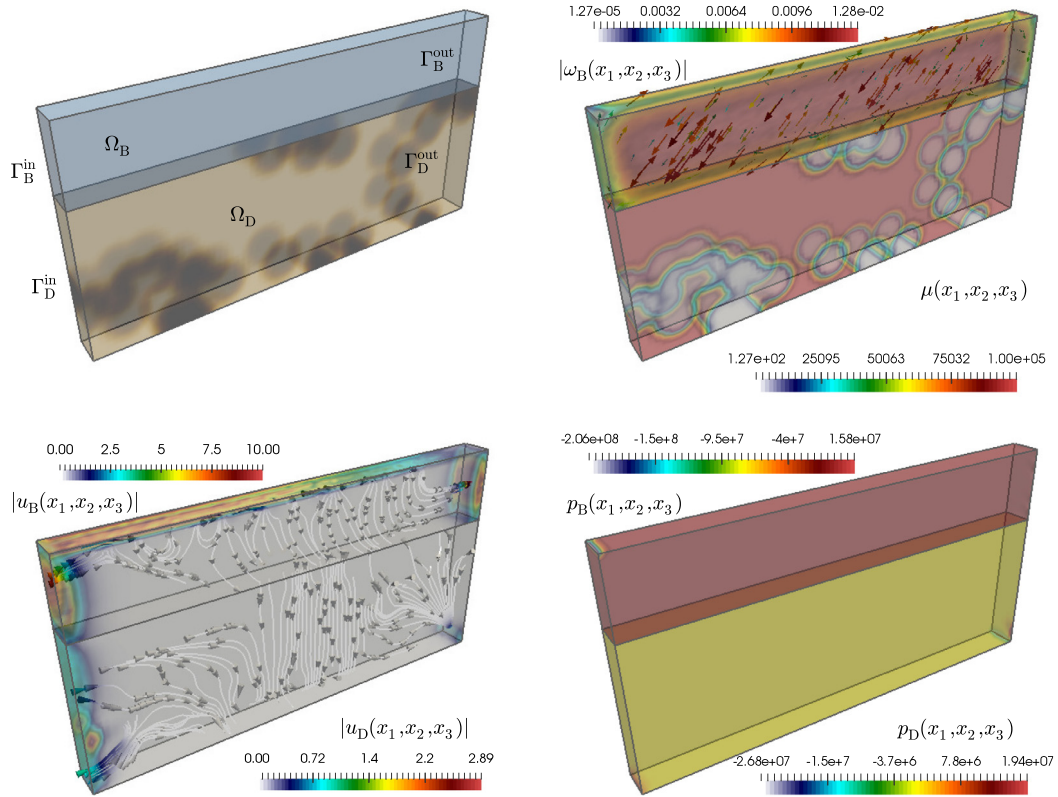 Γ_B^out
Ω_B
Γ_B^in
Γ_D^out
Ω_D
Γ_D^in
1.27e-05 0.0032 0.0064 0.0096 1.28e-02
|ω_B(x_1,x_2,x_3)|
μ(x_1,x_2,x_3)
1.27e+02 25095 50063 75032 1.00e+05
0.00 2.5 5 7.5 10.00
|u_B(x_1,x_2,x_3)|
|u_D(x_1,x_2,x_3)|
0.00 0.72 1.4 2.2 2.89
-2.06e+08 -1.5e+8 -9.5e+7 -4e+7 1.58e+07
p_B(x_1,x_2,x_3)
p_D(x_1,x_2,x_3)
-2.68e+07 -1.5e+7 -3.7e+6 7.8e+6 1.94e+07